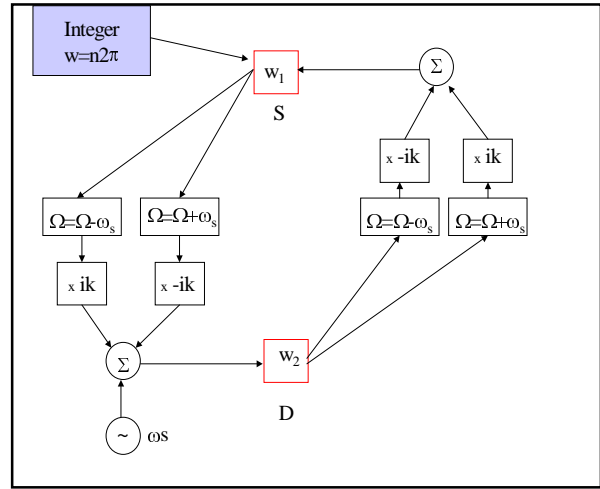 Integer
w=n2π
w₁
Σ
S
x -ik
x ik
Ω=Ω-ωₛ
Ω=Ω+ωₛ
Ω=Ω-ωₛ
Ω=Ω+ωₛ
x ik
x -ik
Σ
w₂
D
~
ωs